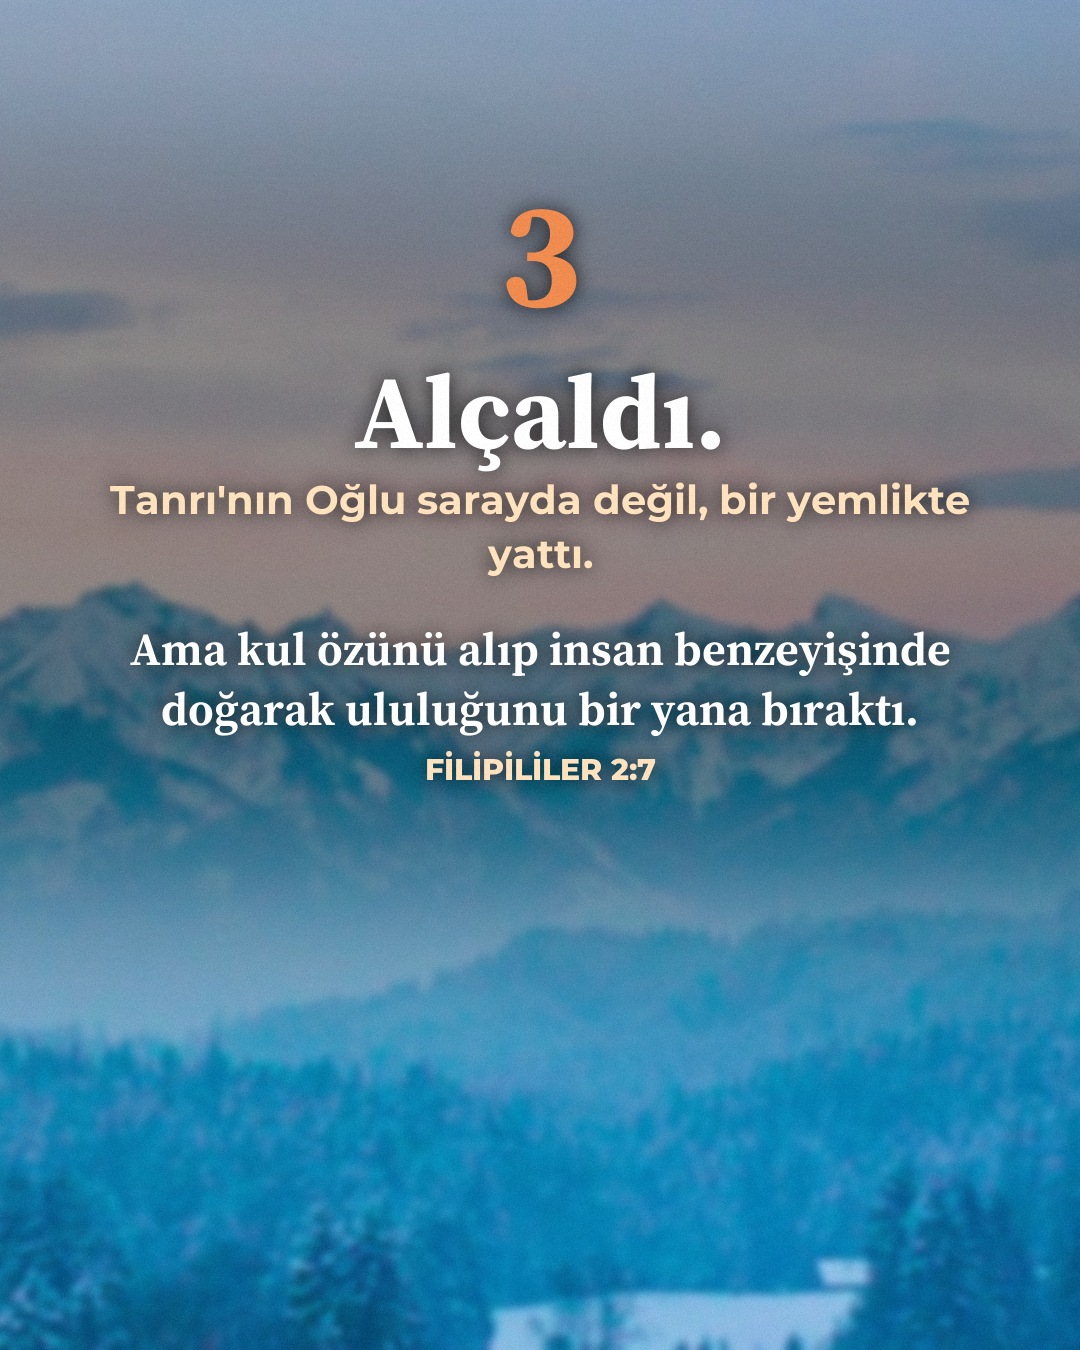 3
Alçaldı.
Tanrı'nın Oğlu sarayda değil, bir yemlikte
yattı.
Ama kul özünü alıp insan benzeyişinde
doğarak ululuğunu bir yana bıraktı.
FİLİPİLİLER 2:7